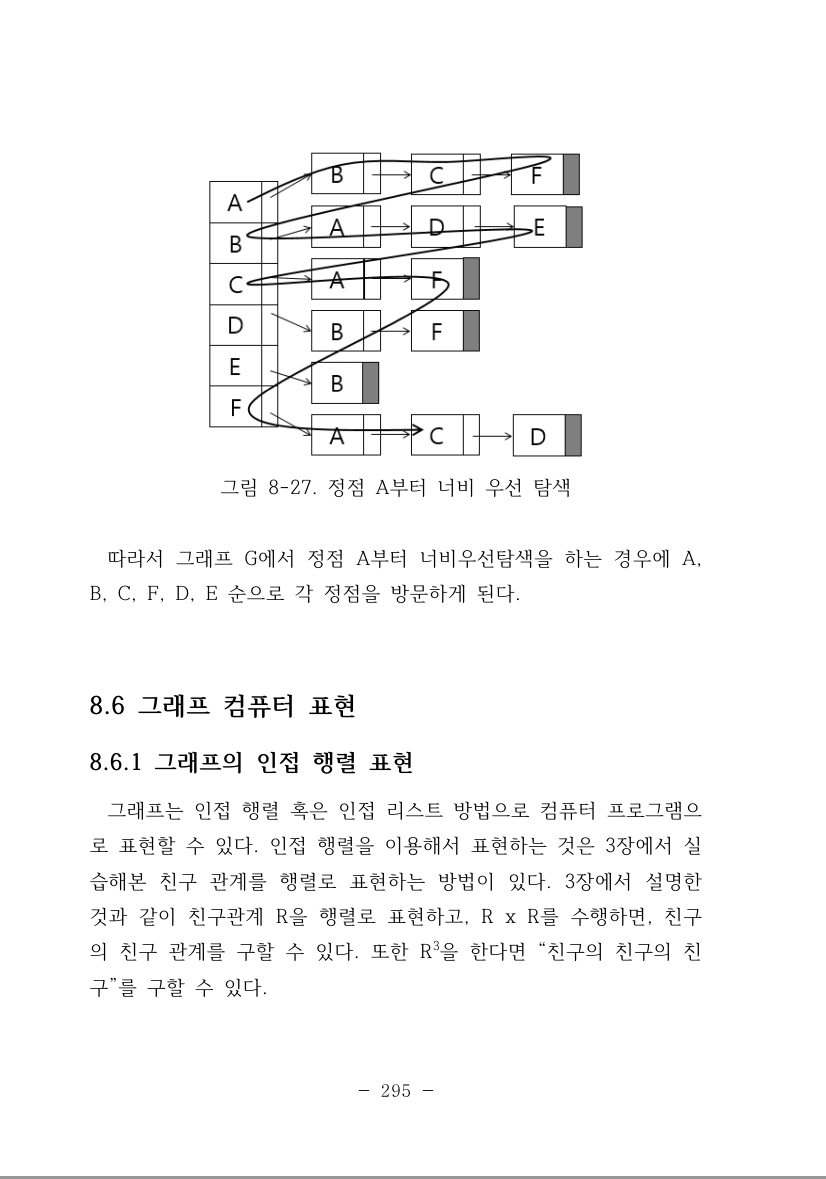 A B C F
B A D E
C A F
D B F
E B
F A C D
그림 8-27. 정점 A부터 너비 우선 탐색
따라서 그래프 G에서 정점 A부터 너비우선탐색을 하는 경우에 A,
B, C, F, D, E 순으로 각 정점을 방문하게 된다.
8.6 그래프 컴퓨터 표현
8.6.1 그래프의 인접 행렬 표현
그래프는 인접 행렬 혹은 인접 리스트 방법으로 컴퓨터 프로그램으
로 표현할 수 있다. 인접 행렬을 이용해서 표현하는 것은 3장에서 실
습해본 친구 관계를 행렬로 표현하는 방법이 있다. 3장에서 설명한
것과 같이 친구관계 R을 행렬로 표현하고, R x R를 수행하면, 친구
의 친구 관계를 구할 수 있다. 또한 R³을 한다면 “친구의 친구의 친
구”를 구할 수 있다.
- 295 -